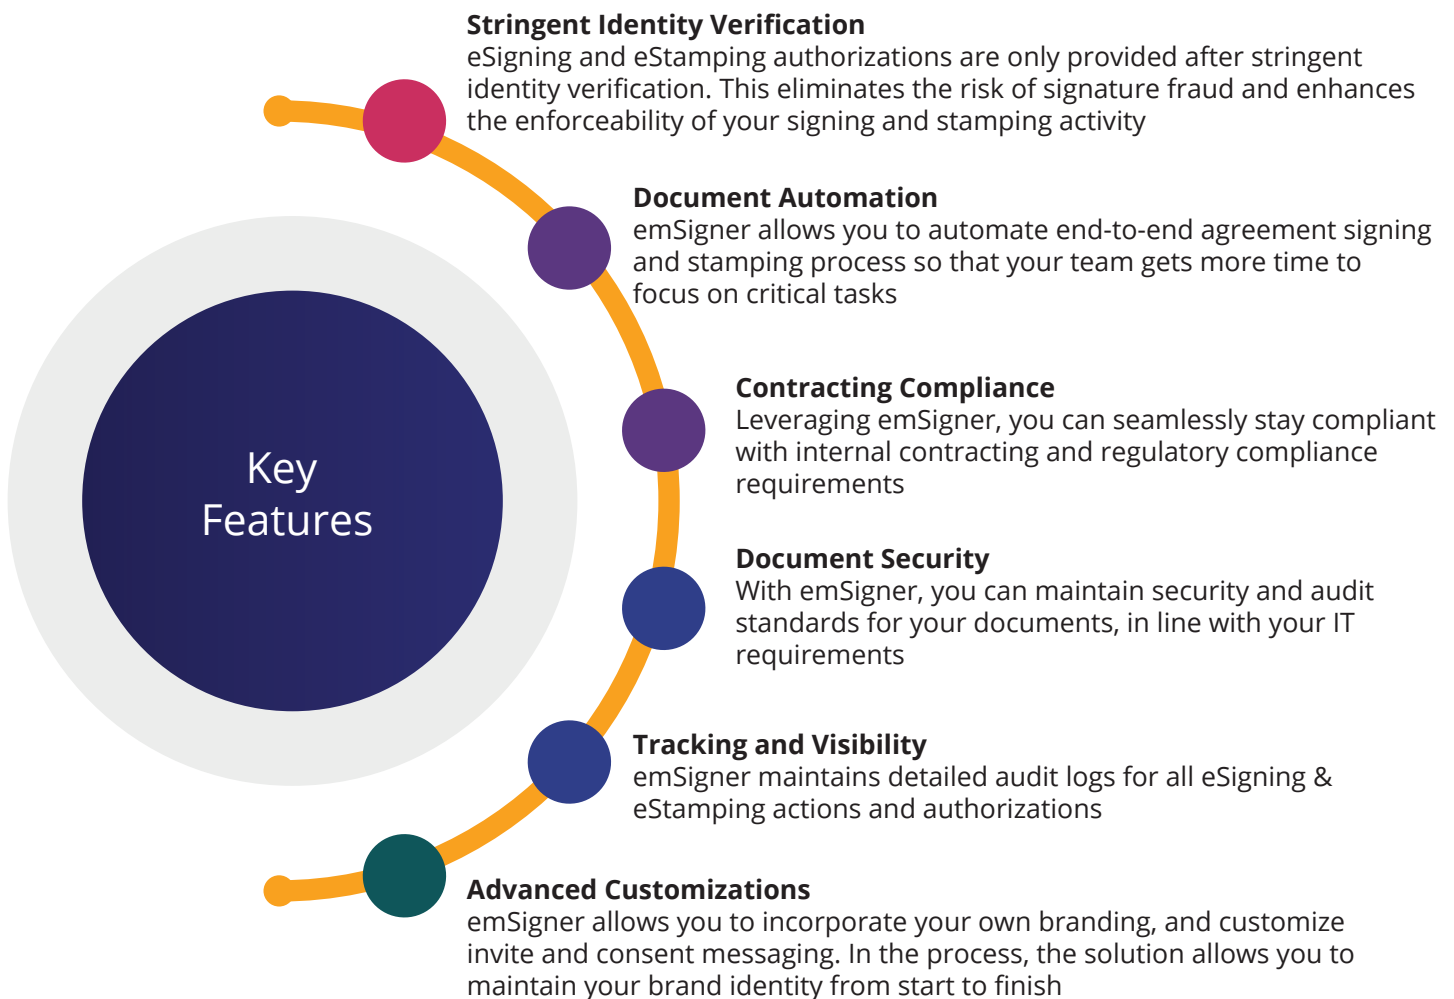 Stringent Identity Verification
eSigning and eStamping authorizations are only provided after stringent
identity verification. This eliminates the risk of signature fraud and enhances
the enforceability of your signing and stamping activity
Document Automation
emSigner allows you to automate end-to-end agreement signing
and stamping process so that your team gets more time to
focus on critical tasks
Contracting Compliance
Leveraging emSigner, you can seamlessly stay compliant
with internal contracting and regulatory compliance
requirements
Key
Features
Document Security
With emSigner, you can maintain security and audit
standards for your documents, in line with your IT
requirements
Tracking and Visibility
emSigner maintains detailed audit logs for all eSigning &
eStamping actions and authorizations
Advanced Customizations
emSigner allows you to incorporate your own branding, and customize
invite and consent messaging. In the process, the solution allows you to
maintain your brand identity from start to finish